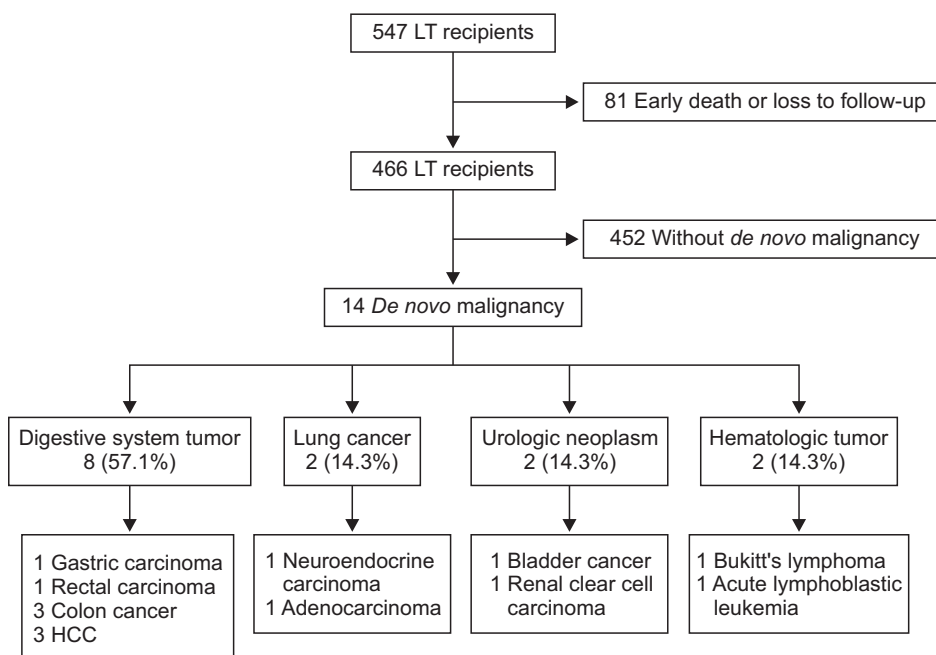 547 LT recipients
81 Early death or loss to follow-up
466 LT recipients
452 Without de novo malignancy
14 De novo malignancy
Digestive system tumor
8 (57.1%)
Lung cancer
2 (14.3%)
Urologic neoplasm
2 (14.3%)
Hematologic tumor
2 (14.3%)
1 Gastric carcinoma
1 Rectal carcinoma
3 Colon cancer
3 HCC
1 Neuroendocrine
carcinoma
1 Adenocarcinoma
1 Bladder cancer
1 Renal clear cell
carcinoma
1 Bukitt's lymphoma
1 Acute lymphoblastic
leukemia